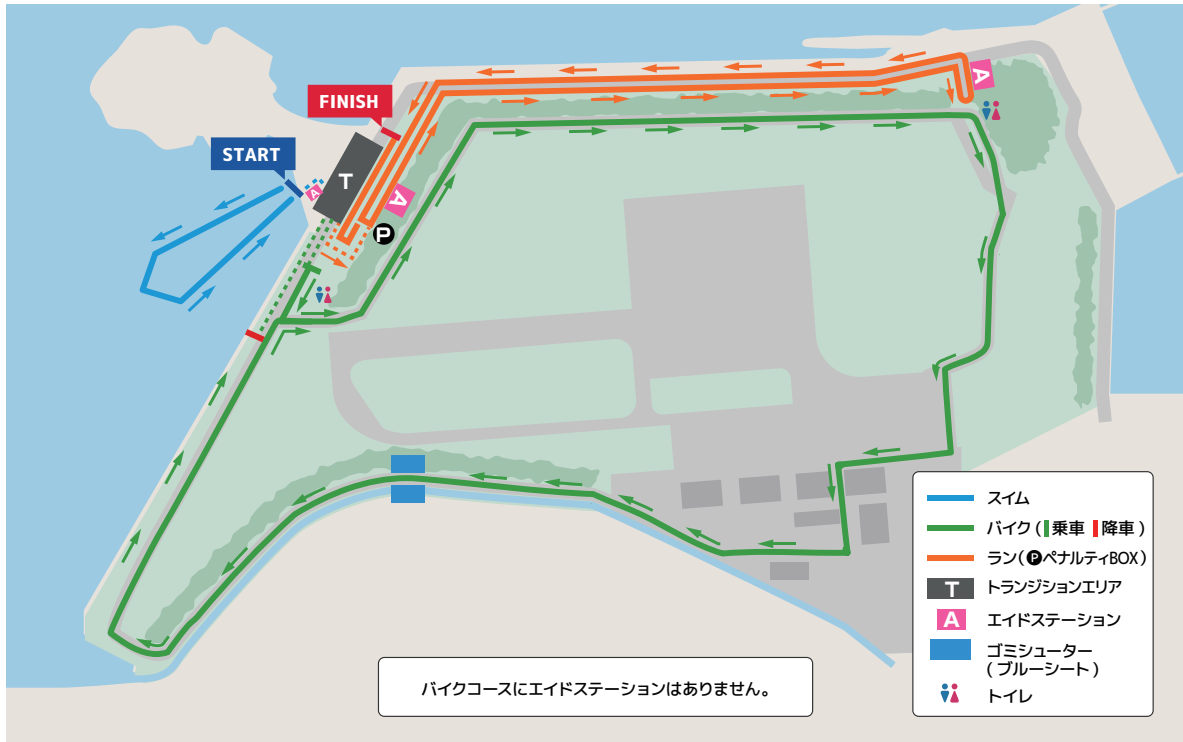 FINISH
START
A
A
T
A
P
スイム
バイク ( 乗車 降車 )
ラン( P ペナルティBOX )
T トランジションエリア
A エイドステーション
ゴミシューター
( ブルーシート )
トイレ
バイクコースにエイドステーションはありません。